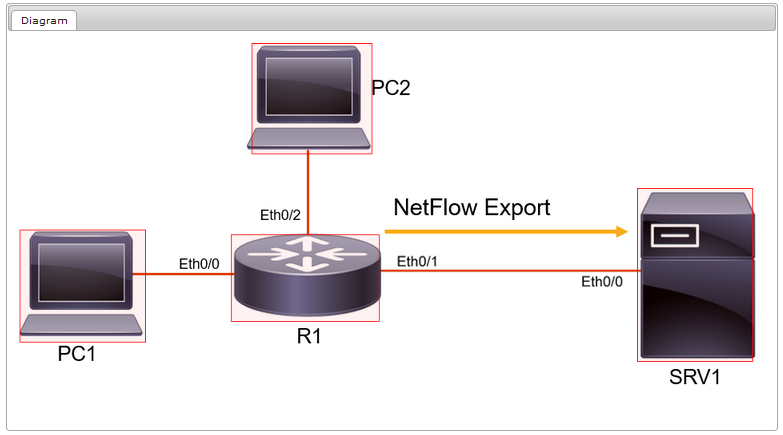 Diagram
PC2
Eth0/2
NetFlow Export
Eth0/0
Eth0/1
Eth0/0
R1
PC1
SRV1